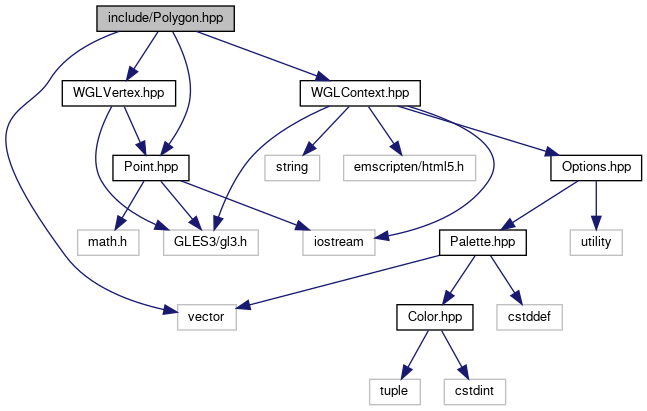 include/Polygon.hpp
WGLVertex.hpp
WGLContext.hpp
Point.hpp
string
emscripten/html5.h
Options.hpp
math.h
GLES3/gl3.h
iostream
Palette.hpp
utility
vector
Color.hpp
cstddef
tuple
cstdint